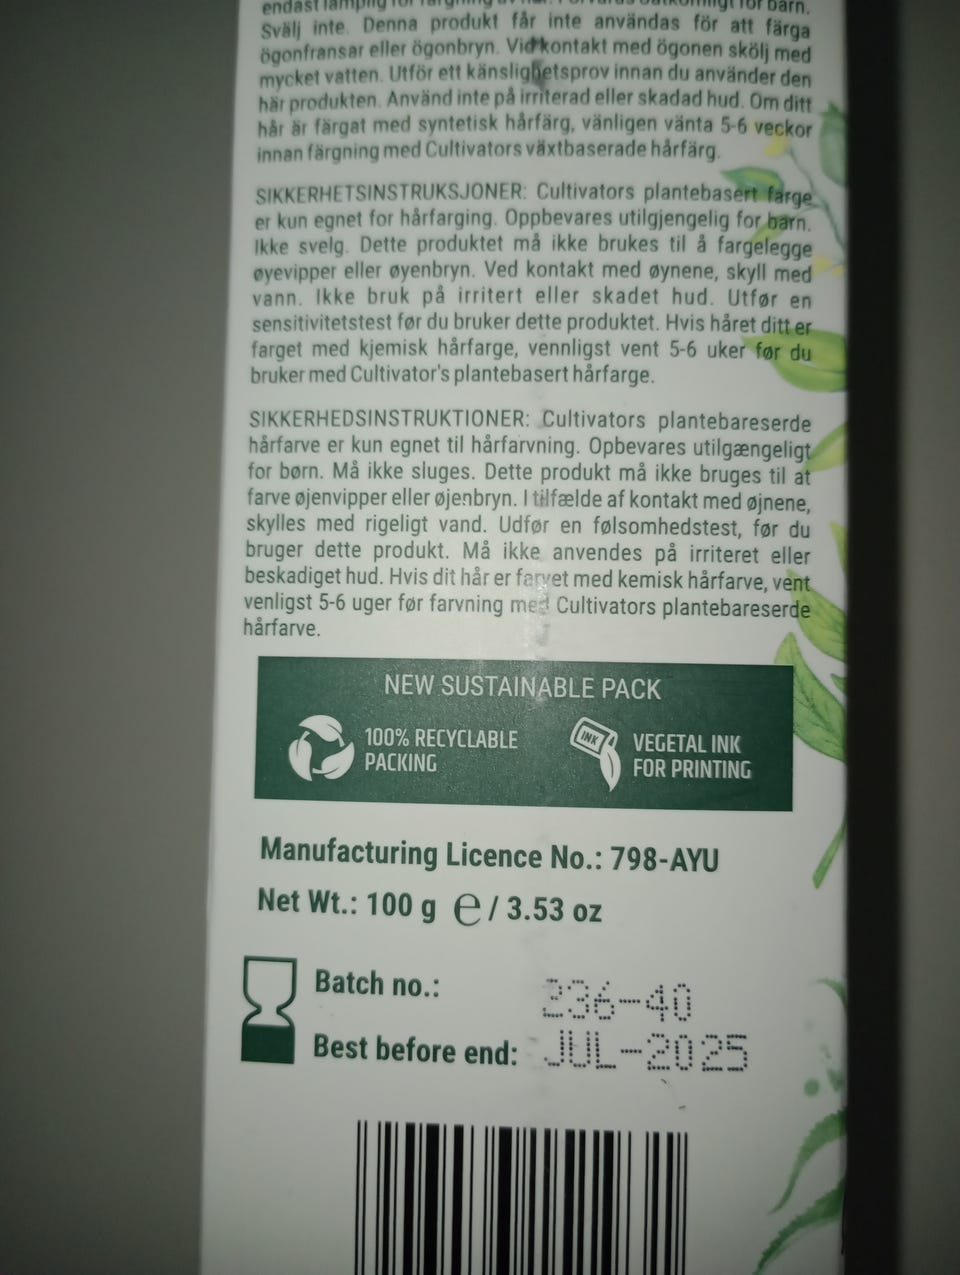 endast lämplig för färgning av hår. Förvaras oåtkomligt för barn.
Svälj inte. Denna produkt får inte användas för att färga
ögonfransar eller ögonbryn. Vid kontakt med ögonen skölj med
mycket vatten. Utför ett känslighetsprov innan du använder den
här produkten. Använd inte på irriterad eller skadad hud. Om ditt
hår är färgat med syntetisk hårfärg, vänligen vänta 5-6 veckor
innan färgning med Cultivators växtbaserade hårfärg.
SIKKERHETSINSTRUKSJONER: Cultivators plantebasert farge
er kun egnet for hårfarging. Oppbevares utilgjengelig for barn.
Ikke svelg. Dette produktet må ikke brukes til å fargelegge
øyevipper eller øyenbryn. Ved kontakt med øynene, skyll med
vann. Ikke bruk på irritert eller skadet hud. Utfør en
sensitivitetstest før du bruker dette produktet. Hvis håret ditt er
farget med kjemisk hårfarge, vennligst vent 5-6 uker før du
bruker med Cultivator's plantebasert hårfarge.
SIKKERHEDSINSTRUKTIONER: Cultivators plantebareserde
hårfarve er kun egnet til hårfarvning. Opbevares utilgængeligt
for børn. Må ikke sluges. Dette produkt må ikke bruges til at
farve øjenvipper eller øjenbryn. I tilfælde af kontakt med øjnene,
skylles med rigeligt vand. Udfør en følsomhedstest, før du
bruger dette produkt. Må ikke anvendes på irriteret eller
beskadiget hud. Hvis dit hår er farvet med kemisk hårfarve, vent
venligst 5-6 uger før farvning med Cultivators plantebareserde
hårfarve.
NEW SUSTAINABLE PACK
100% RECYCLABLE
PACKING
INK
VEGETAL INK
FOR PRINTING
Manufacturing Licence No.: 798-AYU
Net Wt.: 100 g ℮ / 3.53 oz
Batch no.: 236-40
Best before end: JUL-2025